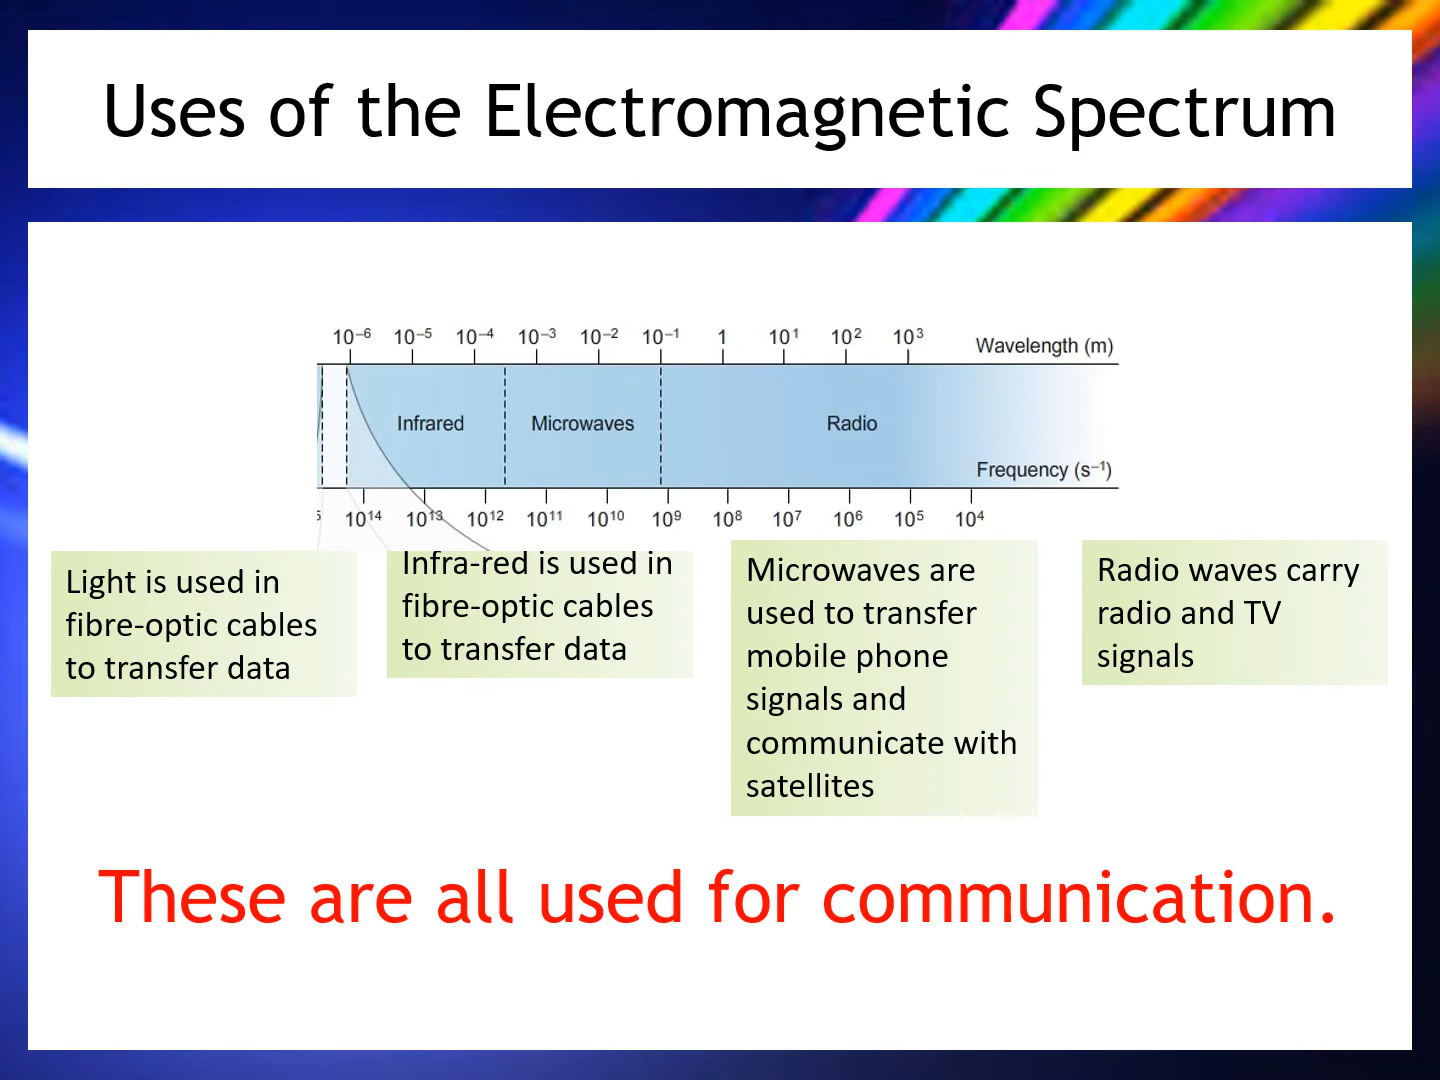 Uses of the Electromagnetic Spectrum
10⁻⁶ 10⁻⁵ 10⁻⁴ 10⁻³ 10⁻² 10⁻¹ 1 10¹ 10² 10³ Wavelength (m)
Infrared Microwaves Radio
Frequency (s⁻¹)
⁵ 10¹⁴ 10¹³ 10¹² 10¹¹ 10¹⁰ 10⁹ 10⁸ 10⁷ 10⁶ 10⁵ 10⁴
Light is used in
fibre-optic cables
to transfer data
Infra-red is used in
fibre-optic cables
to transfer data
Microwaves are
used to transfer
mobile phone
signals and
communicate with
satellites
Radio waves carry
radio and TV
signals
These are all used for communication.